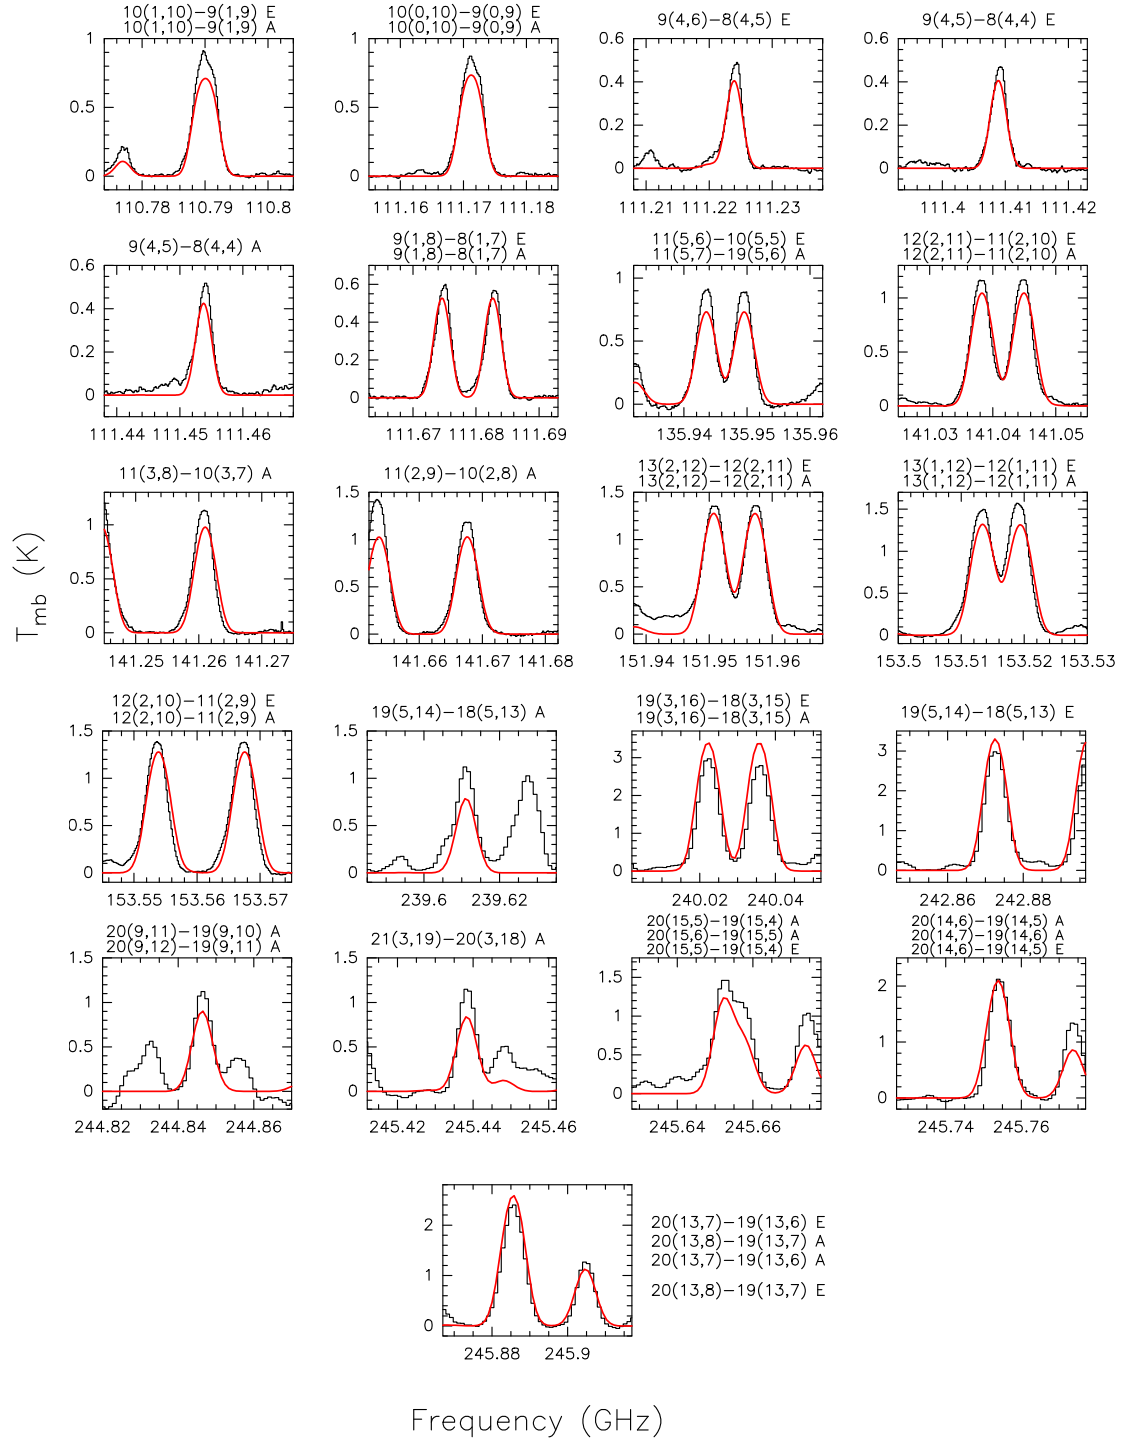 10(1,10)−9(1,9) E
10(1,10)−9(1,9) A
10(0,10)−9(0,9) E
10(0,10)−9(0,9) A
9(4,6)−8(4,5) E
9(4,5)−8(4,4) E
1
0.5
0
110.78 110.79 110.8
1
0.5
0
111.16 111.17 111.18
0.6
0.4
0.2
0
111.21 111.22 111.23
0.6
0.4
0.2
0
111.4 111.41 111.42
9(4,5)−8(4,4) A
9(1,8)−8(1,7) E
9(1,8)−8(1,7) A
11(5,6)−10(5,5) E
11(5,7)−19(5,6) A
12(2,11)−11(2,10) E
12(2,11)−11(2,10) A
0.6
0.4
0.2
0
111.44 111.45 111.46
0.6
0.4
0.2
0
111.67 111.68 111.69
1
0.5
0
135.94 135.95 135.96
1
0.5
0
141.03 141.04 141.05
11(3,8)−10(3,7) A
11(2,9)−10(2,8) A
13(2,12)−12(2,11) E
13(2,12)−12(2,11) A
13(1,12)−12(1,11) E
13(1,12)−12(1,11) A
1
0.5
0
141.25 141.26 141.27
1.5
1
0.5
0
141.66 141.67 141.68
1.5
1
0.5
0
151.94 151.95 151.96
1.5
1
0.5
0
153.5 153.51 153.52 153.53
T_mb (K)
12(2,10)−11(2,9) E
12(2,10)−11(2,9) A
19(5,14)−18(5,13) A
19(3,16)−18(3,15) E
19(3,16)−18(3,15) A
19(5,14)−18(5,13) E
1.5
1
0.5
0
153.55 153.56 153.57
1.5
1
0.5
0
239.6 239.62
3
2
1
0
240.02 240.04
3
2
1
0
242.86 242.88
20(9,11)−19(9,10) A
20(9,12)−19(9,11) A
21(3,19)−20(3,18) A
20(15,5)−19(15,4) A
20(15,6)−19(15,5) A
20(15,5)−19(15,4) E
20(14,6)−19(14,5) A
20(14,7)−19(14,6) A
20(14,6)−19(14,5) E
1.5
1
0.5
0
244.82 244.84 244.86
1.5
1
0.5
0
245.42 245.44 245.46
1.5
1
0.5
0
245.64 245.66
2
1
0
245.74 245.76
2
1
0
245.88 245.9
20(13,7)−19(13,6) E
20(13,8)−19(13,7) A
20(13,7)−19(13,6) A
20(13,8)−19(13,7) E
Frequency (GHz)